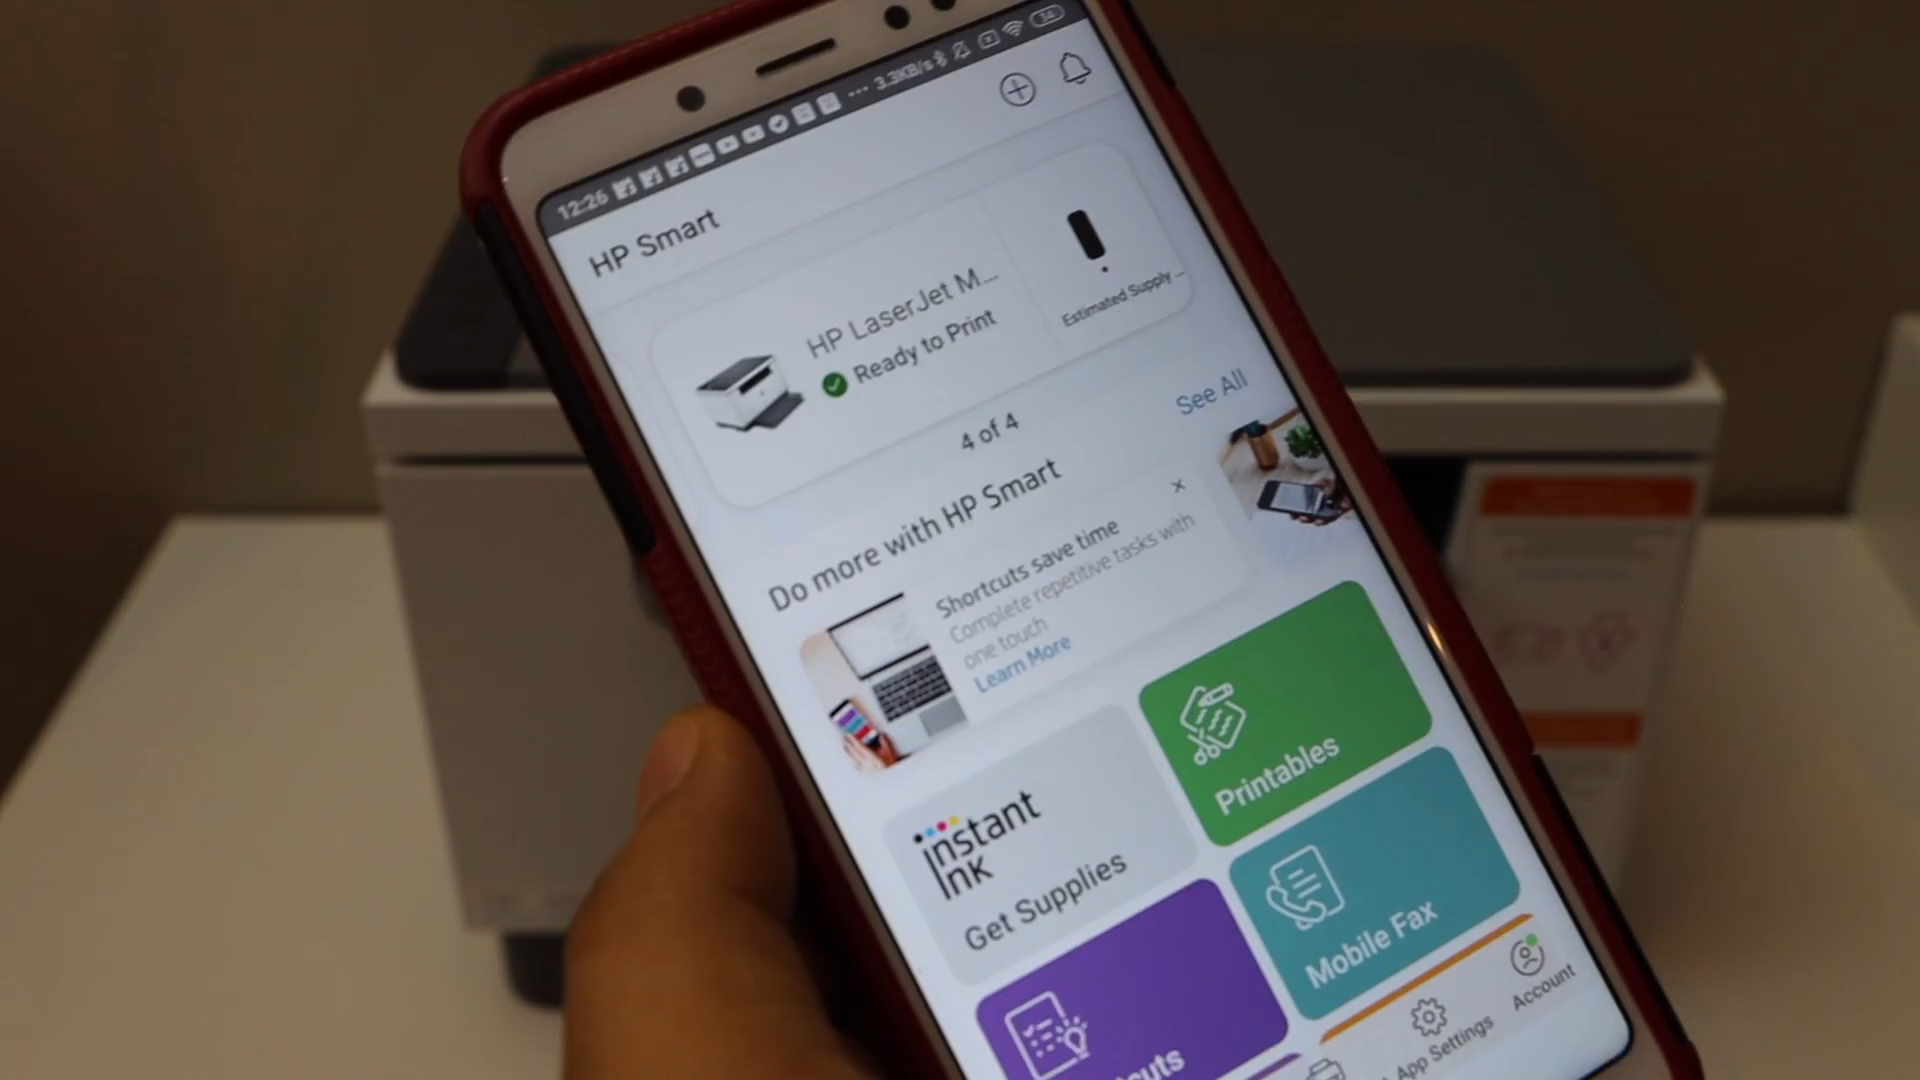 12:26
3.3KB/s
34
HP Smart
HP LaserJet M...
Ready to Print
Estimated Supply ...
4 of 4
See All
Do more with HP Smart
Shortcuts save time
Complete repetitive tasks with
one touch
Learn More
Printables
instant
ink
Get Supplies
Mobile Fax
cuts
App Settings
Account